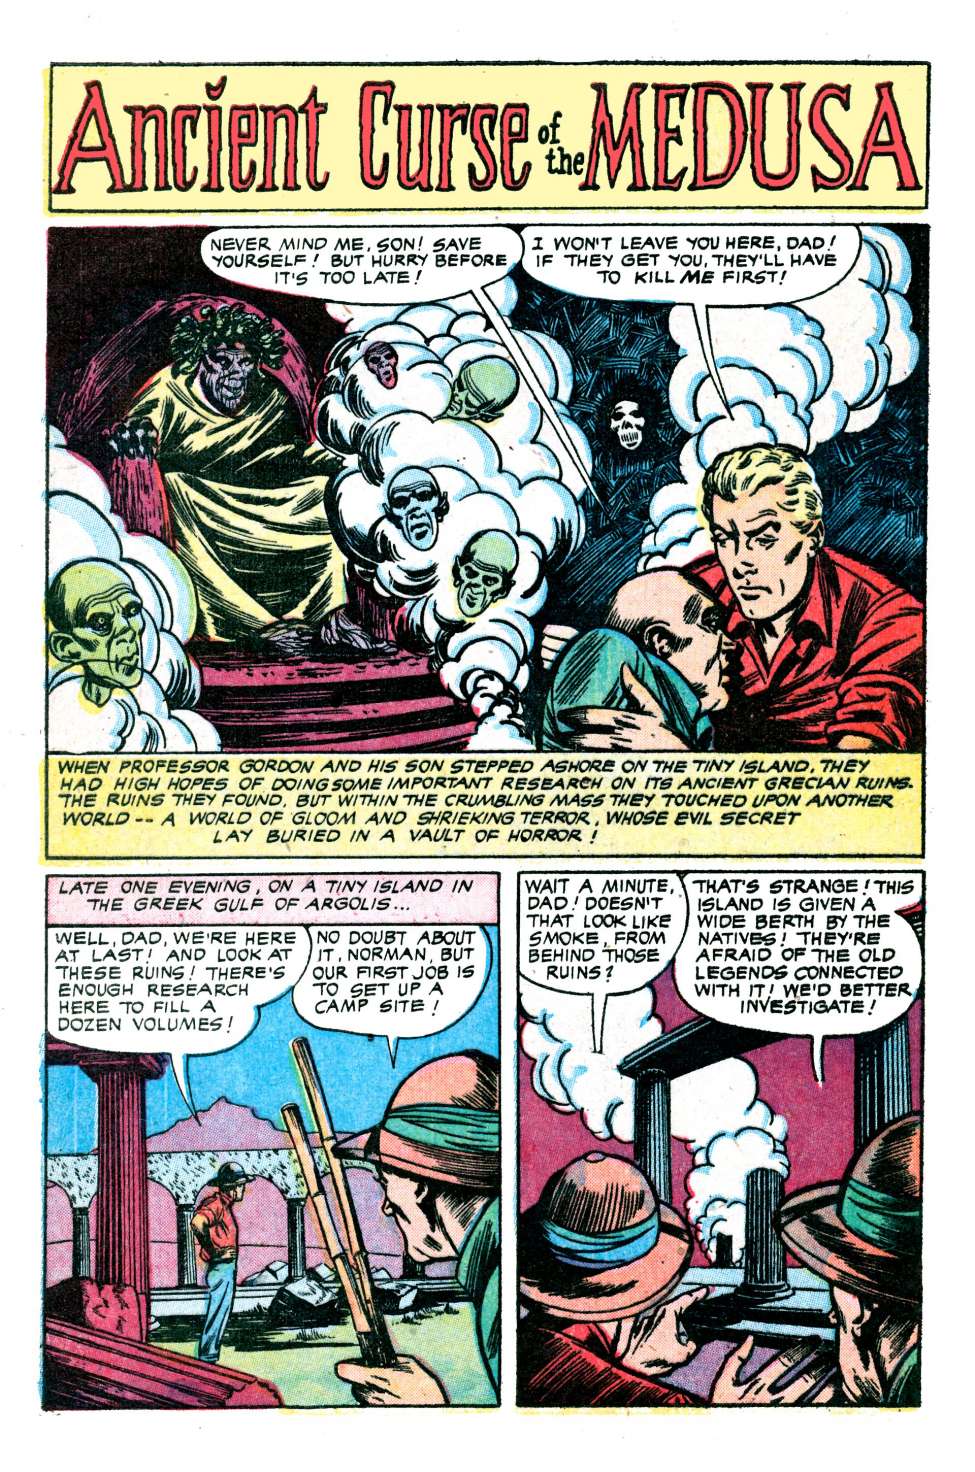 Ancient Curse of the MEDUSA
NEVER MIND ME, SON! SAVE
YOURSELF! BUT HURRY BEFORE
IT'S TOO LATE!
I WON'T LEAVE YOU HERE, DAD!
IF THEY GET YOU, THEY'LL HAVE
TO KILL ME FIRST!
WHEN PROFESSOR GORDON AND HIS SON STEPPED ASHORE ON THE TINY ISLAND, THEY
HAD HIGH HOPES OF DOING SOME IMPORTANT RESEARCH ON ITS ANCIENT GRECIAN RUINS.
THE RUINS THEY FOUND, BUT WITHIN THE CRUMBLING MASS THEY TOUCHED UPON ANOTHER
WORLD -- A WORLD OF GLOOM AND SHRIEKING TERROR, WHOSE EVIL SECRET
LAY BURIED IN A VAULT OF HORROR!
LATE ONE EVENING, ON A TINY ISLAND IN
THE GREEK GULF OF ARGOLIS...
WELL, DAD, WE'RE HERE
AT LAST! AND LOOK AT
THESE RUINS! THERE'S
ENOUGH RESEARCH
HERE TO FILL A
DOZEN VOLUMES!
NO DOUBT ABOUT
IT, NORMAN, BUT
OUR FIRST JOB IS
TO SET UP A
CAMP SITE!
WAIT A MINUTE,
DAD! DOESN'T
THAT LOOK LIKE
SMOKE, FROM
BEHIND THOSE
RUINS?
THAT'S STRANGE! THIS
ISLAND IS GIVEN A
WIDE BERTH BY THE
NATIVES! THEY'RE
AFRAID OF THE OLD
LEGENDS CONNECTED
WITH IT! WE'D BETTER
INVESTIGATE!